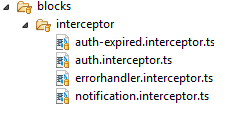 blocks
interceptor
auth-expired.interceptor.ts
auth.interceptor.ts
errorhandler.interceptor.ts
notification.interceptor.ts